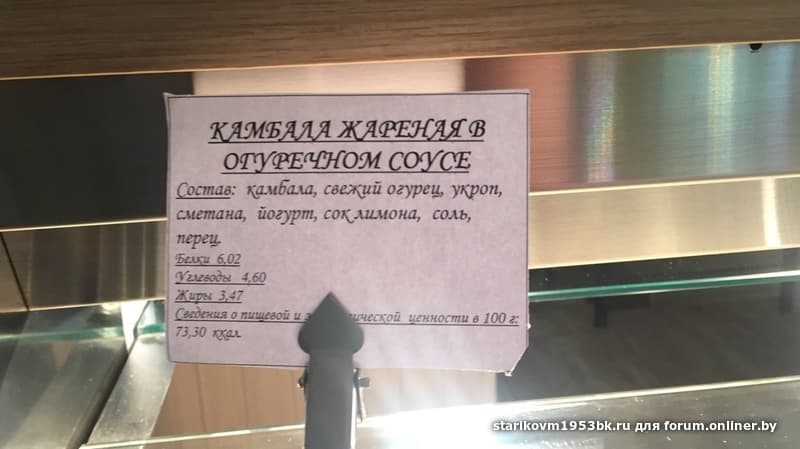 КАМБАЛА ЖАРЕНАЯ В
ОГУРЕЧНОМ СОУСЕ
Состав: камбала, свежий огурец, укроп,
сметана, йогурт, сок лимона, соль,
перец.
Белки 6,02
Углеводы 4,60
Жиры 3,47
Сведения о пищевой и ценности в 100 г:
73,30 ккал.
starikovm1953bk.ru для forum.onliner.by